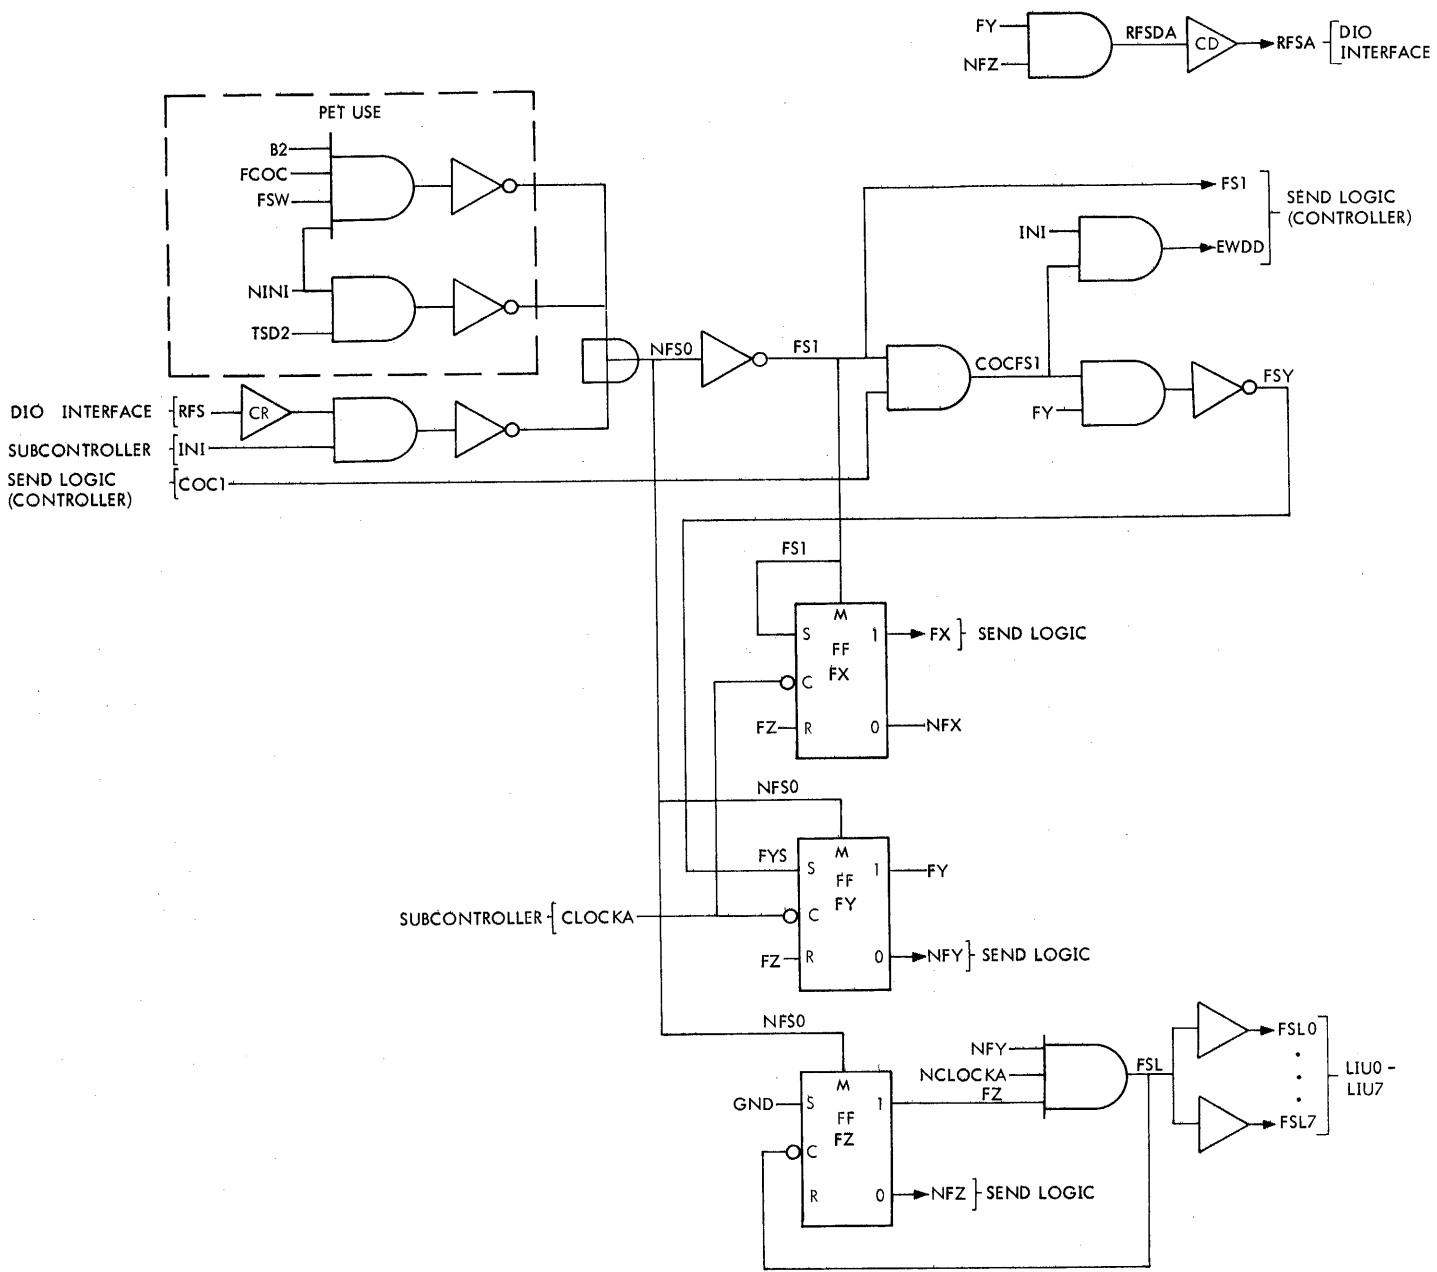 FY
NFZ
RFSDA
CD
RFSA
DIO
INTERFACE
PET USE
B2
FCOC
FSW
NINI
TSD2
DIO INTERFACE
RFS
CR
SUBCONTROLLER
INI
SEND LOGIC
(CONTROLLER)
COC1
NFS0
FS1
FS1
INI
EWDD
SEND LOGIC
(CONTROLLER)
COCFS1
FY
FSY
FS1
M
S
1
FF
FX
C
FZ
R
0
FX
SEND LOGIC
NFX
NFS0
M
FYS
S
1
FF
FY
FY
SUBCONTROLLER
CLOCKA
C
FZ
R
0
NFY
SEND LOGIC
NFS0
M
GND
S
1
FF
FZ
C
R
0
NFZ
SEND LOGIC
NFY
NCLOCKA
FZ
FSL
FSL0
FSL7
LIU0 -
LIU7